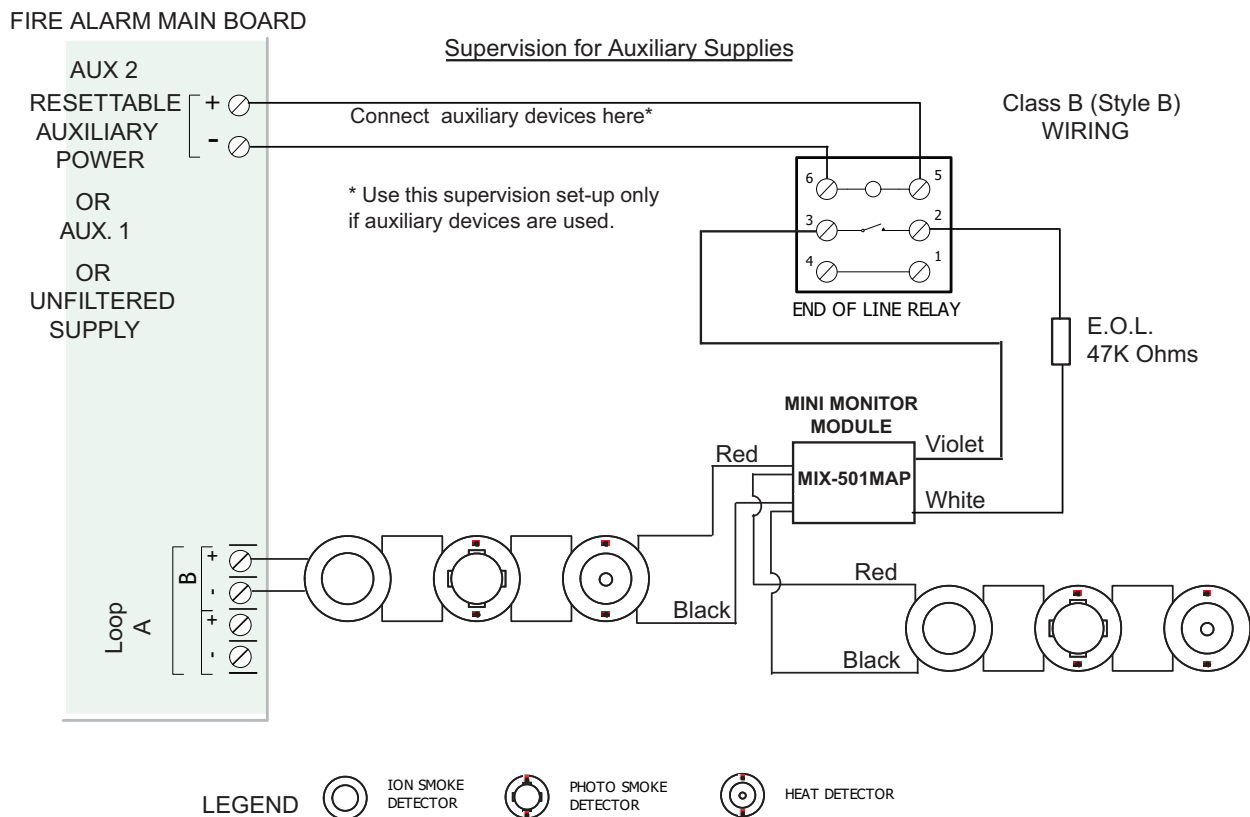 FIRE ALARM MAIN BOARD
Supervision for Auxiliary Supplies
AUX 2
RESETTABLE
AUXILIARY
POWER
+
-
OR
AUX. 1
OR
UNFILTERED
SUPPLY
Connect auxiliary devices here*
* Use this supervision set-up only
if auxiliary devices are used.
Class B (Style B)
WIRING
6
5
3
2
4
1
END OF LINE RELAY
E.O.L.
47K Ohms
MINI MONITOR
MODULE
MIX-501MAP
Violet
White
Red
Black
Red
Black
Loop
A
B
+
-
+
-
LEGEND
ION SMOKE
DETECTOR
PHOTO SMOKE
DETECTOR
HEAT DETECTOR